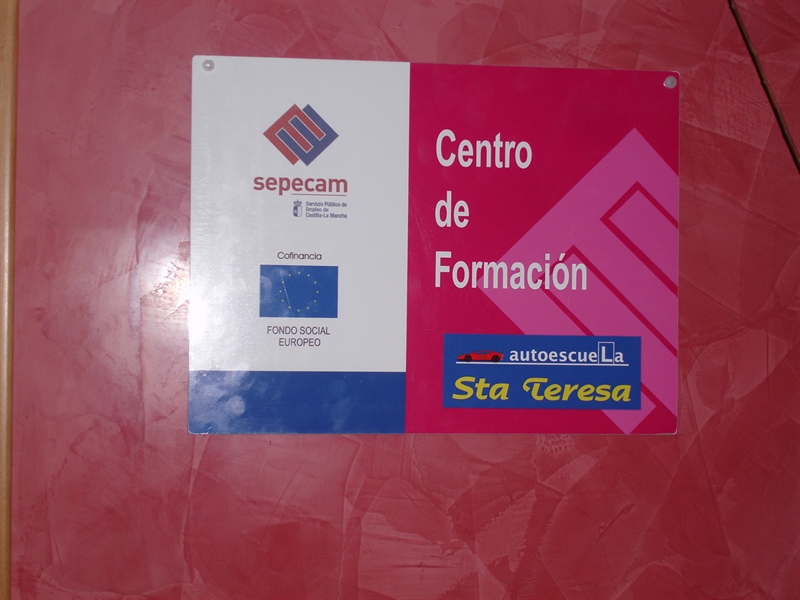 sepecam
Servicio Público de
Empleo de
Castilla-La Mancha
Cofinancia
FONDO SOCIAL
EUROPEO
Centro
de
Formación
autoescueLa
Sta Teresa